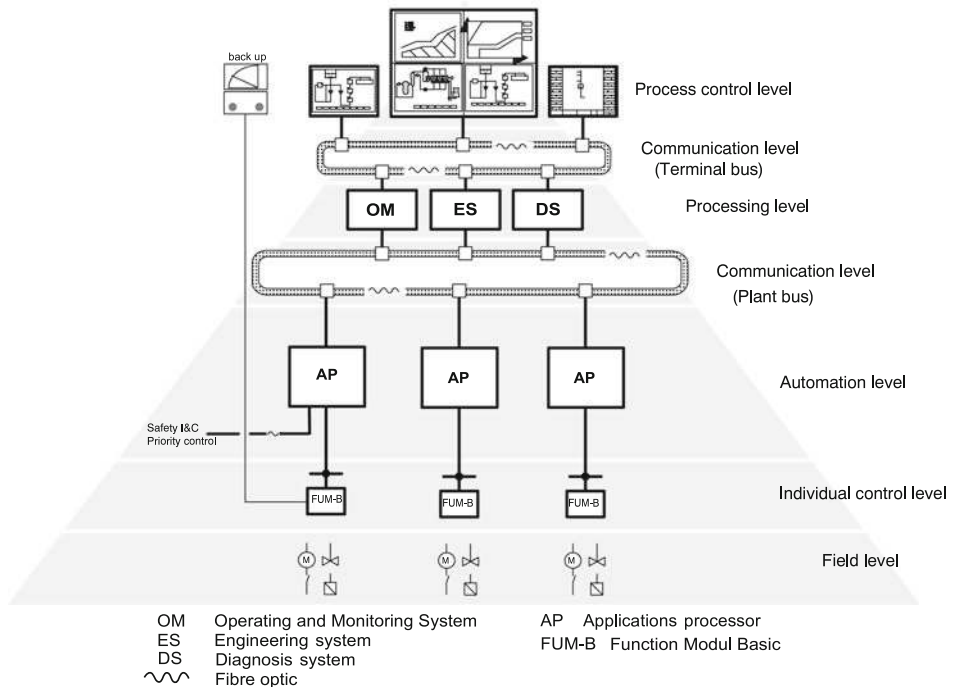 back up
Process control level
Communication level
(Terminal bus)
OM
ES
DS
Processing level
Communication level
(Plant bus)
AP
AP
AP
Automation level
Safety I&C
Priority control
FUM-B
FUM-B
FUM-B
Individual control level
M
M
M
Field level
OM Operating and Monitoring System
ES Engineering system
DS Diagnosis system
Fibre optic
AP Applications processor
FUM-B Function Modul Basic